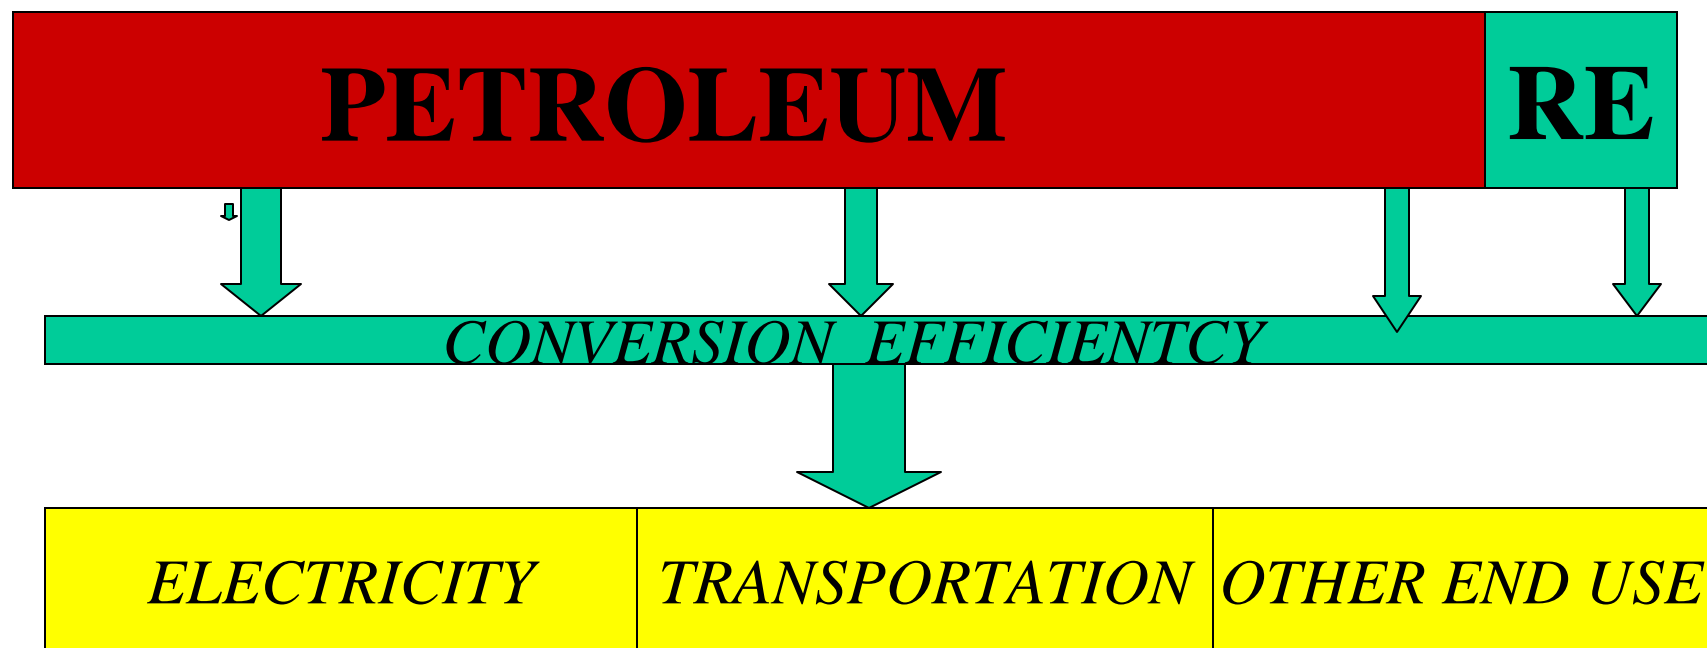 PETROLEUM RE
CONVERSION EFFICIENTCY
ELECTRICITY TRANSPORTATION OTHER END USE